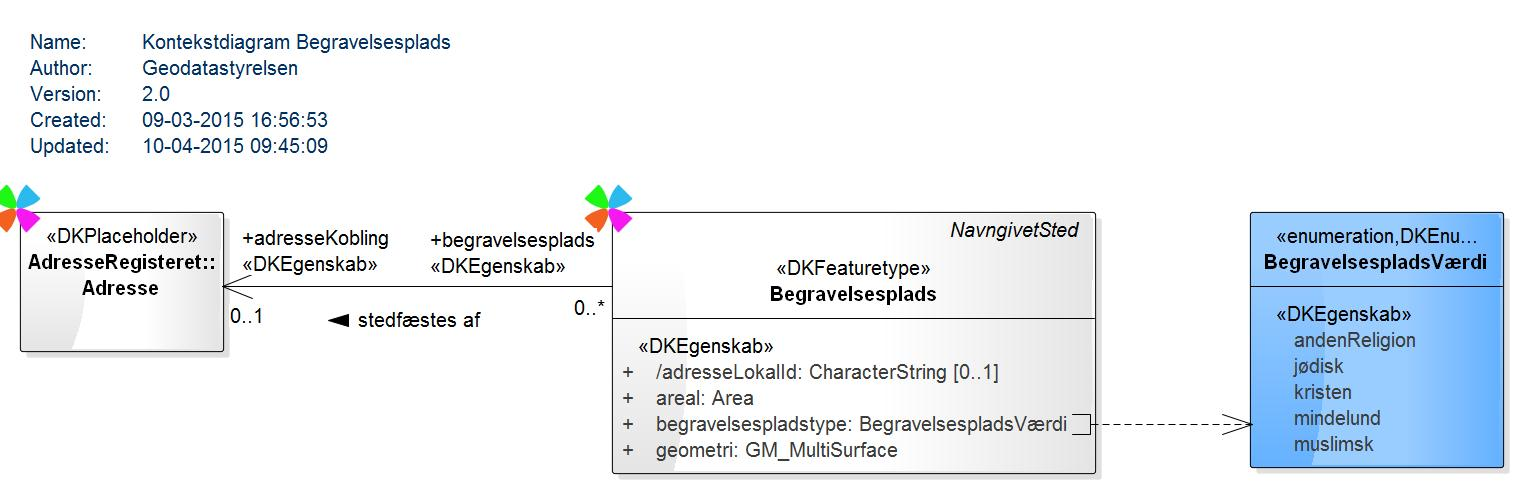 Name: Kontekstdiagram Begravelsesplads
Author: Geodatastyrelsen
Version: 2.0
Created: 09-03-2015 16:56:53
Updated: 10-04-2015 09:45:09
«DKPlaceholder»
AdresseRegisteret::
Adresse
+adresseKobling
«DKEgenskab»
0..1
◄ stedfæstes af
+begravelsesplads
«DKEgenskab»
0..*
NavngivetSted
«DKFeaturetype»
Begravelsesplads
«DKEgenskab»
+ /adresseLokalId: CharacterString [0..1]
+ areal: Area
+ begravelsespladstype: BegravelsespladsVærdi
+ geometri: GM_MultiSurface
«enumeration,DKEnu...
BegravelsespladsVærdi
«DKEgenskab»
andenReligion
jødisk
kristen
mindelund
muslimsk